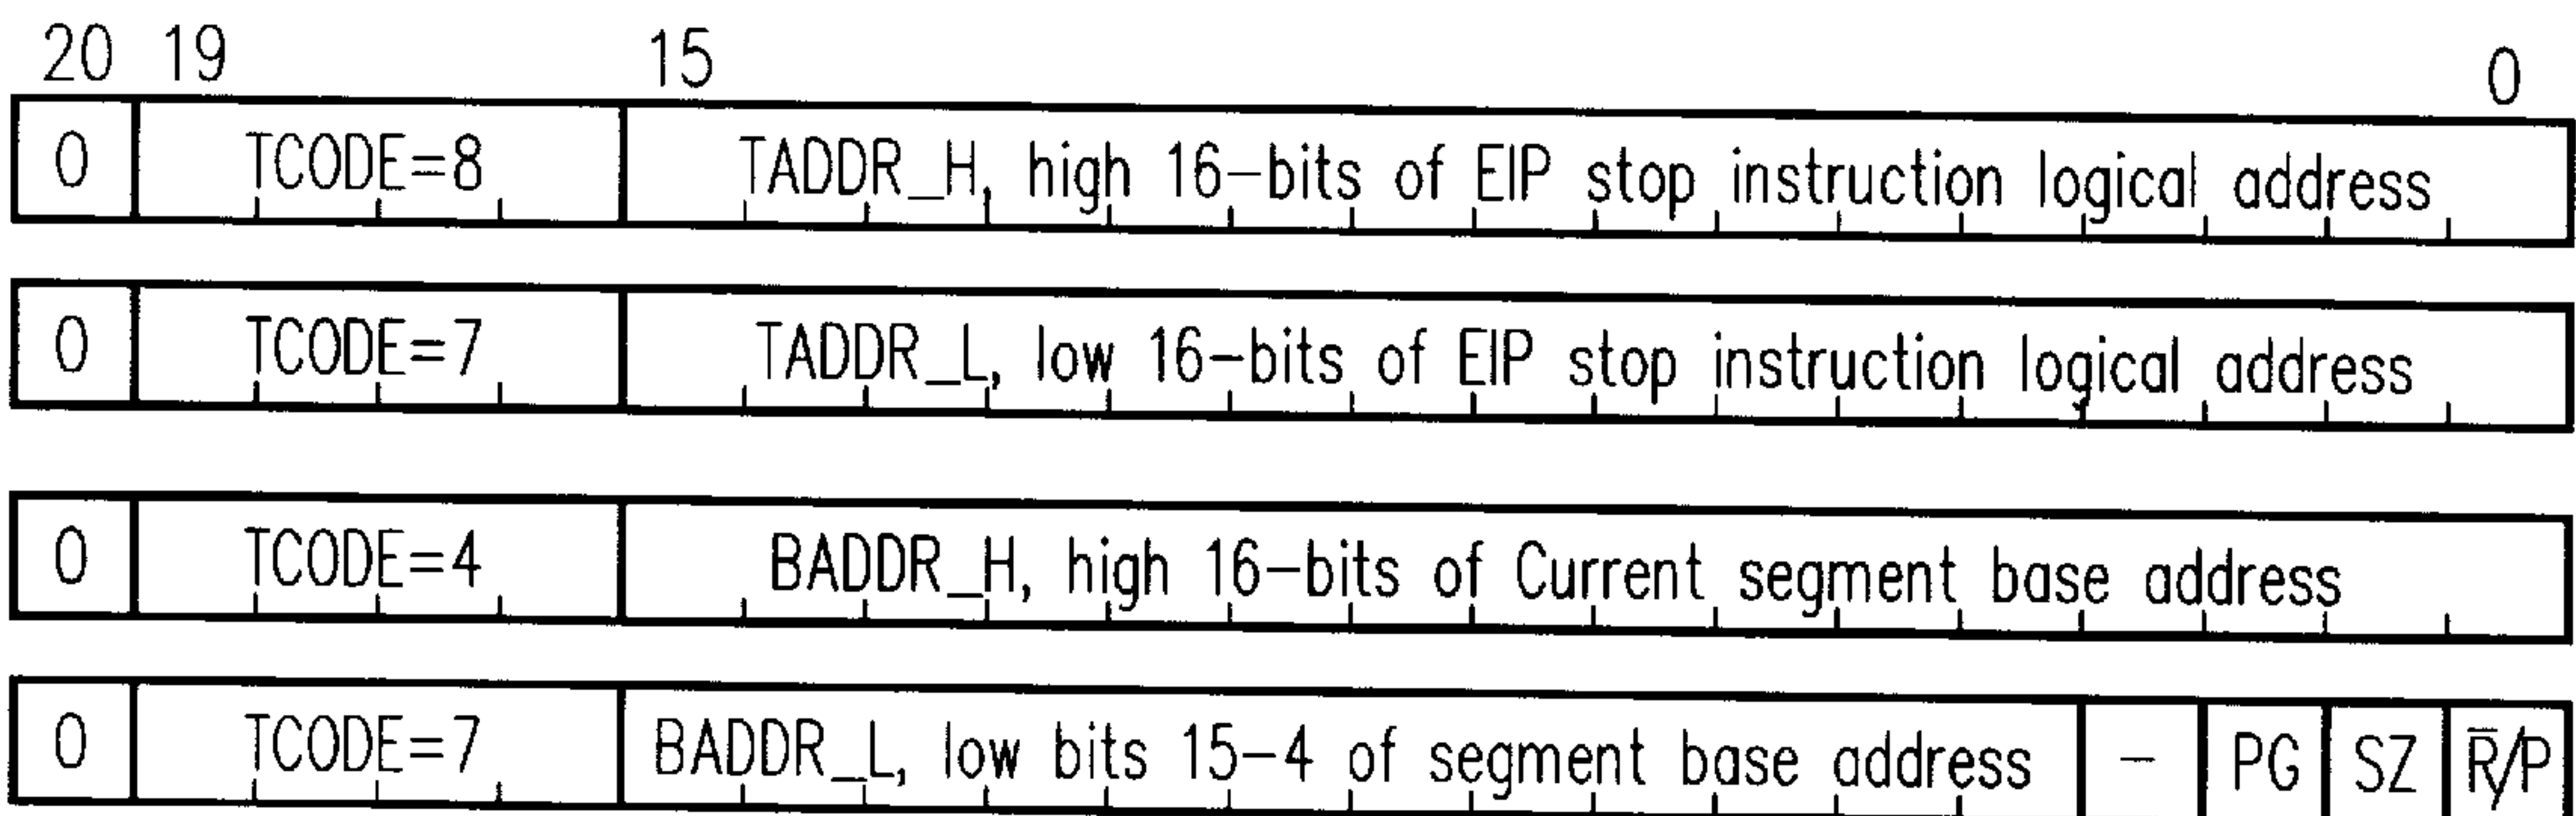 20 19 15 0
0 TCODE=8 TADDR_H, high 16-bits of EIP stop instruction logical address
0 TCODE=7 TADDR_L, low 16-bits of EIP stop instruction logical address
0 TCODE=4 BADDR_H, high 16-bits of Current segment base address
0 TCODE=7 BADDR_L, low bits 15-4 of segment base address - PG SZ R̅/P